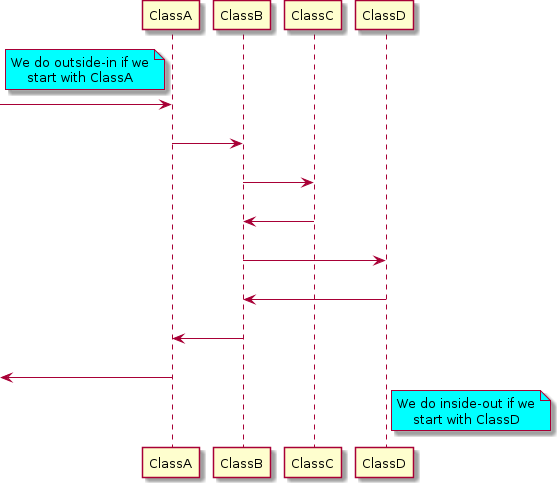 ClassA ClassB ClassC ClassD
We do outside-in if we
start with ClassA
We do inside-out if we
start with ClassD
ClassA ClassB ClassC ClassD